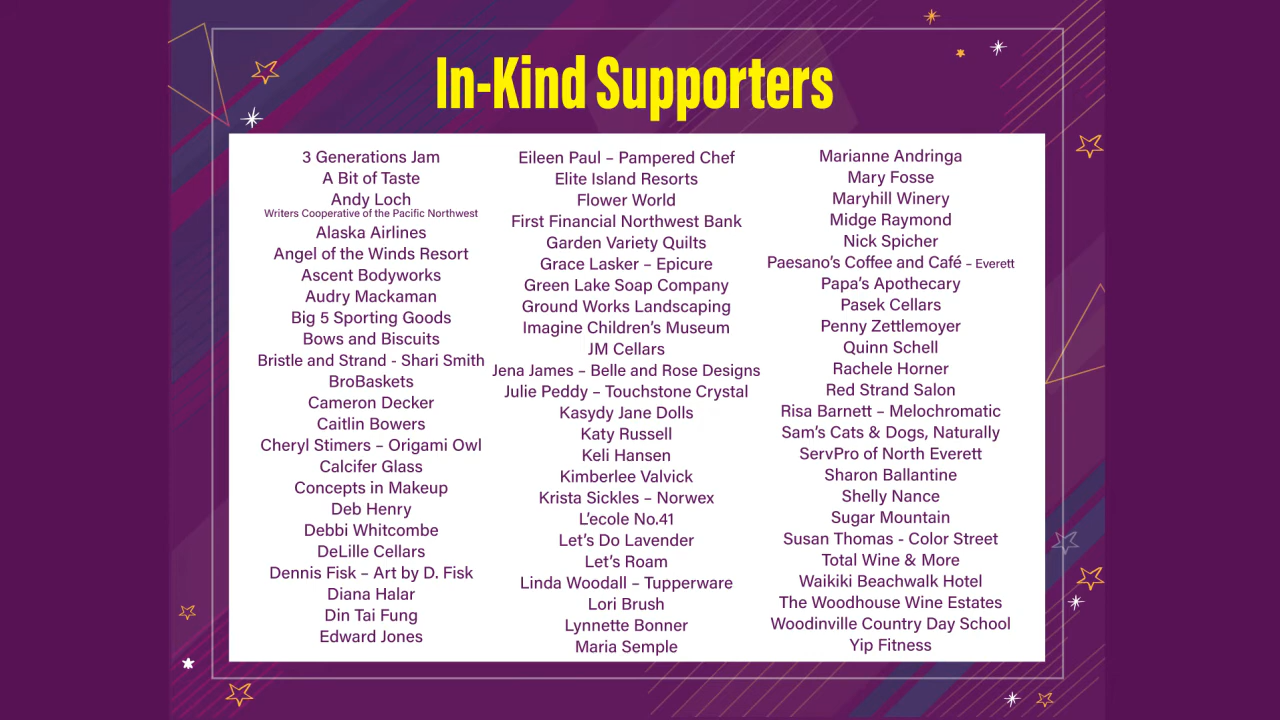 In-Kind Supporters
3 Generations Jam
A Bit of Taste
Andy Loch
Writers Cooperative of the Pacific Northwest
Alaska Airlines
Angel of the Winds Resort
Ascent Bodyworks
Audry Mackaman
Big 5 Sporting Goods
Bows and Biscuits
Bristle and Strand - Shari Smith
BroBaskets
Cameron Decker
Caitlin Bowers
Cheryl Stimers – Origami Owl
Calcifer Glass
Concepts in Makeup
Deb Henry
Debbi Whitcombe
DeLille Cellars
Dennis Fisk – Art by D. Fisk
Diana Halar
Din Tai Fung
Edward Jones
Eileen Paul – Pampered Chef
Elite Island Resorts
Flower World
First Financial Northwest Bank
Garden Variety Quilts
Grace Lasker – Epicure
Green Lake Soap Company
Ground Works Landscaping
Imagine Children's Museum
JM Cellars
Jena James – Belle and Rose Designs
Julie Peddy – Touchstone Crystal
Kasydy Jane Dolls
Katy Russell
Keli Hansen
Kimberlee Valvick
Krista Sickles – Norwex
L'ecole No.41
Let's Do Lavender
Let's Roam
Linda Woodall – Tupperware
Lori Brush
Lynnette Bonner
Maria Semple
Marianne Andringa
Mary Fosse
Maryhill Winery
Midge Raymond
Nick Spicher
Paesano's Coffee and Café – Everett
Papa's Apothecary
Pasek Cellars
Penny Zettlemoyer
Quinn Schell
Rachele Horner
Red Strand Salon
Risa Barnett – Melochromatic
Sam's Cats & Dogs, Naturally
ServPro of North Everett
Sharon Ballantine
Shelly Nance
Sugar Mountain
Susan Thomas - Color Street
Total Wine & More
Waikiki Beachwalk Hotel
The Woodhouse Wine Estates
Woodinville Country Day School
Yip Fitness